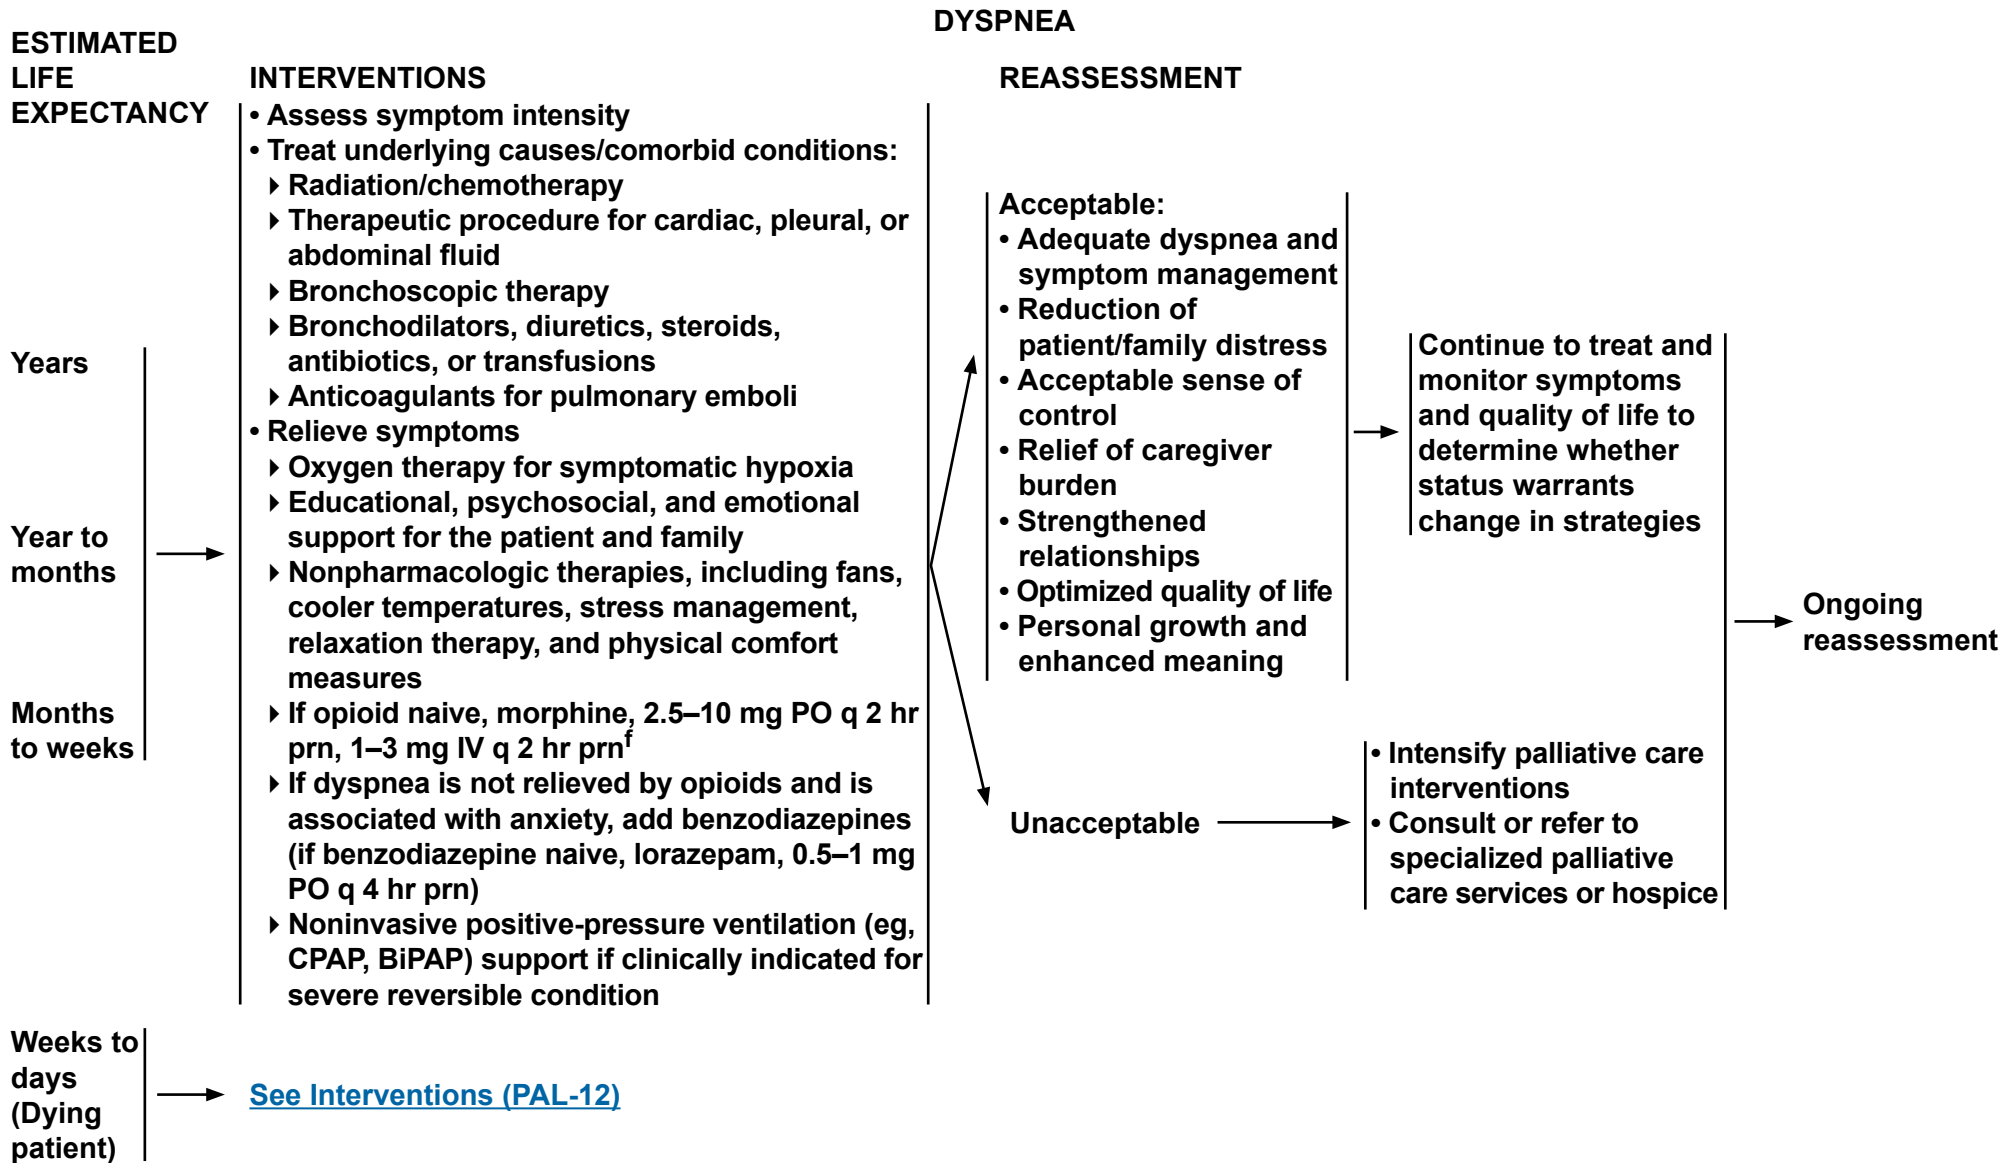 DYSPNEA
ESTIMATED
LIFE
EXPECTANCY
INTERVENTIONS
REASSESSMENT
Years
Year to
months
Months
to weeks
• Assess symptom intensity
• Treat underlying causes/comorbid conditions:
Radiation/chemotherapy
Therapeutic procedure for cardiac, pleural, or
abdominal fluid
Bronchoscopic therapy
Bronchodilators, diuretics, steroids,
antibiotics, or transfusions
Anticoagulants for pulmonary emboli
• Relieve symptoms
Oxygen therapy for symptomatic hypoxia
Educational, psychosocial, and emotional
support for the patient and family
Nonpharmacologic therapies, including fans,
cooler temperatures, stress management,
relaxation therapy, and physical comfort
measures
If opioid naive, morphine, 2.5–10 mg PO q 2 hr
prn, 1–3 mg IV q 2 hr prnf
If dyspnea is not relieved by opioids and is
associated with anxiety, add benzodiazepines
(if benzodiazepine naive, lorazepam, 0.5–1 mg
PO q 4 hr prn)
Noninvasive positive-pressure ventilation (eg,
CPAP, BiPAP) support if clinically indicated for
severe reversible condition
Acceptable:
• Adequate dyspnea and
symptom management
• Reduction of
patient/family distress
• Acceptable sense of
control
• Relief of caregiver
burden
• Strengthened
relationships
• Optimized quality of life
• Personal growth and
enhanced meaning
Continue to treat and
monitor symptoms
and quality of life to
determine whether
status warrants
change in strategies
Unacceptable
• Intensify palliative care
interventions
• Consult or refer to
specialized palliative
care services or hospice
Ongoing
reassessment
Weeks to
days
(Dying
patient)
See Interventions (PAL-12)